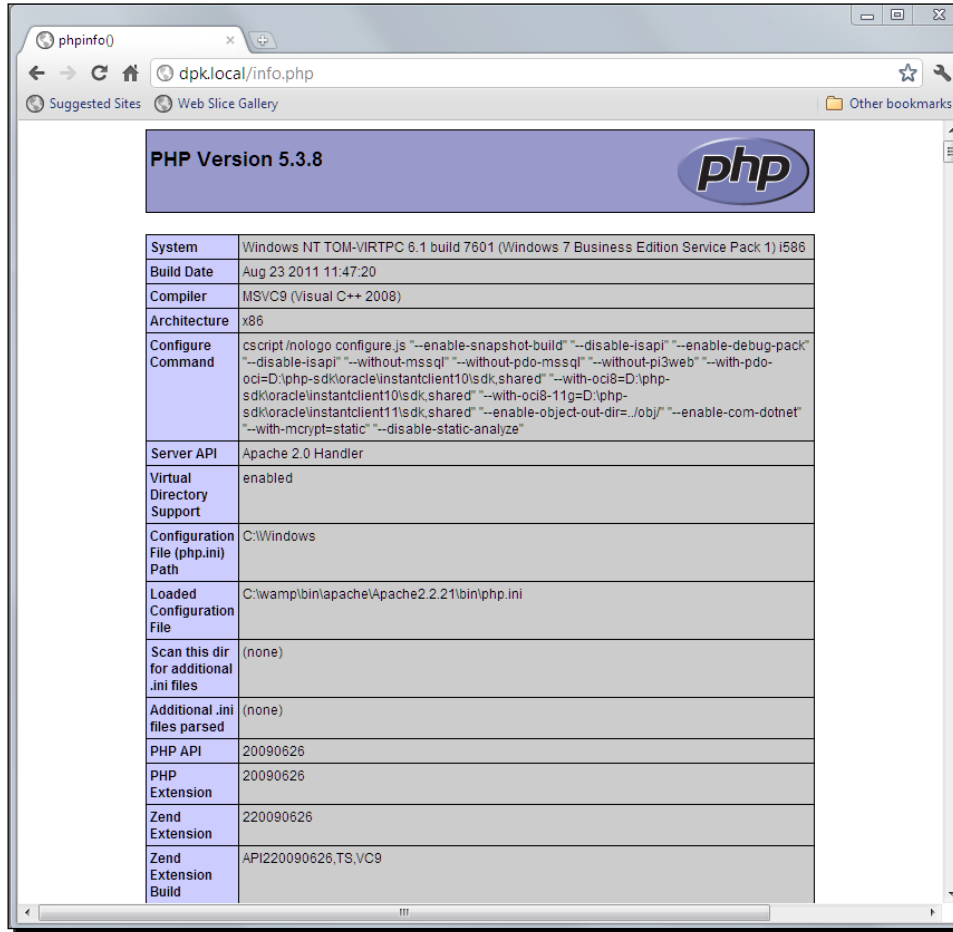 phpinfo()
dpk.local/info.php
Suggested Sites Web Slice Gallery Other bookmarks
PHP Version 5.3.8
php
System Windows NT TOM-VIRTPC 6.1 build 7601 (Windows 7 Business Edition Service Pack 1) i586
Build Date Aug 23 2011 11:47:20
Compiler MSVC9 (Visual C++ 2008)
Architecture x86
Configure cscript /nologo configure.js "--enable-snapshot-build" "--disable-isapi" "--enable-debug-pack"
Command "--disable-isapi" "--without-mssql" "--without-pdo-mssql" "--without-pi3web" "--with-pdo-
oci=D:\php-sdk\oracle\instantclient10\sdk,shared" "--with-oci8=D:\php-
sdk\oracle\instantclient10\sdk,shared" "--with-oci8-11g=D:\php-
sdk\oracle\instantclient11\sdk,shared" "--enable-object-out-dir=../obj/" "--enable-com-dotnet"
"--with-mcrypt=static" "--disable-static-analyze"
Server API Apache 2.0 Handler
Virtual enabled
Directory
Support
Configuration C:\Windows
File (php.ini)
Path
Loaded C:\wamp\bin\apache\Apache2.2.21\bin\php.ini
Configuration
File
Scan this dir (none)
for additional
.ini files
Additional .ini (none)
files parsed
PHP API 20090626
PHP 20090626
Extension
Zend 220090626
Extension
Zend API220090626,TS,VC9
Extension
Build